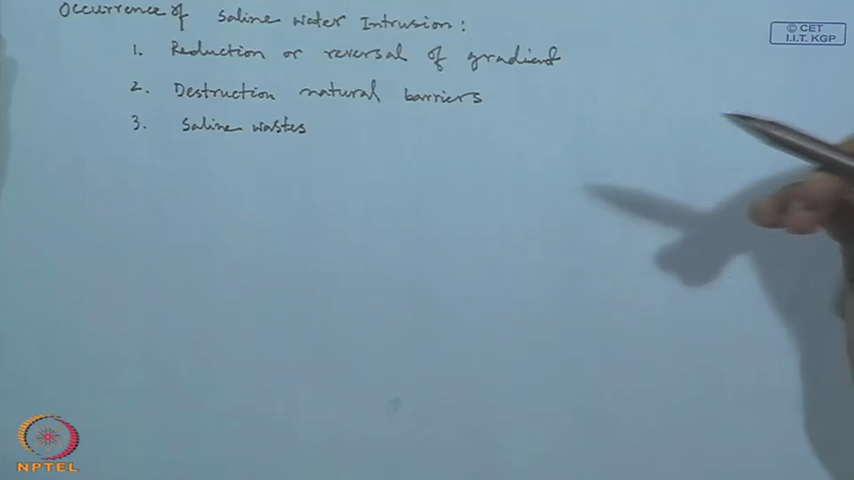 Occurrence of Saline Water Intrusion:
© CET
I.I.T. KGP
1. Reduction or reversal of gradient
2. Destruction natural barriers
3. Saline wastes
NPTEL